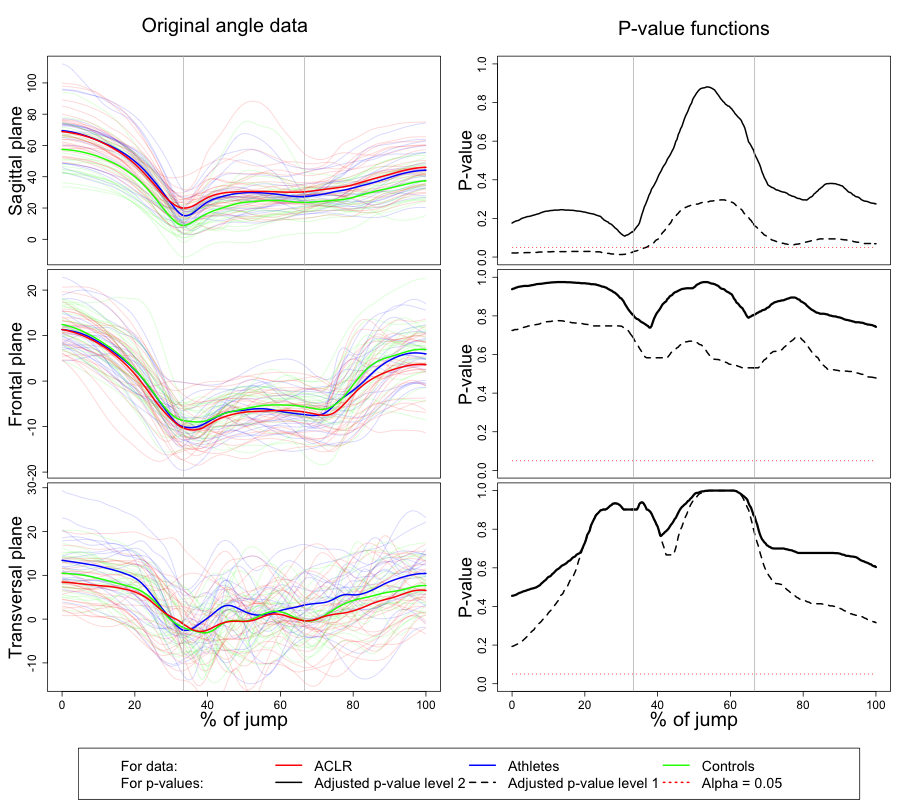 Original angle data
P-value functions
Sagittal plane
0 20 40 60 80 100
P-value
0.0 0.2 0.4 0.6 0.8 1.0
Frontal plane
-20 -10 0 10 20
P-value
0.0 0.2 0.4 0.6 0.8 1.0
Transversal plane
-10 0 10 20 30
P-value
0.0 0.2 0.4 0.6 0.8 1.0
0 20 40 60 80 100
0 20 40 60 80 100
% of jump
% of jump
For data: ACLR Athletes Controls
For p-values: Adjusted p-value level 2 Adjusted p-value level 1 Alpha = 0.05